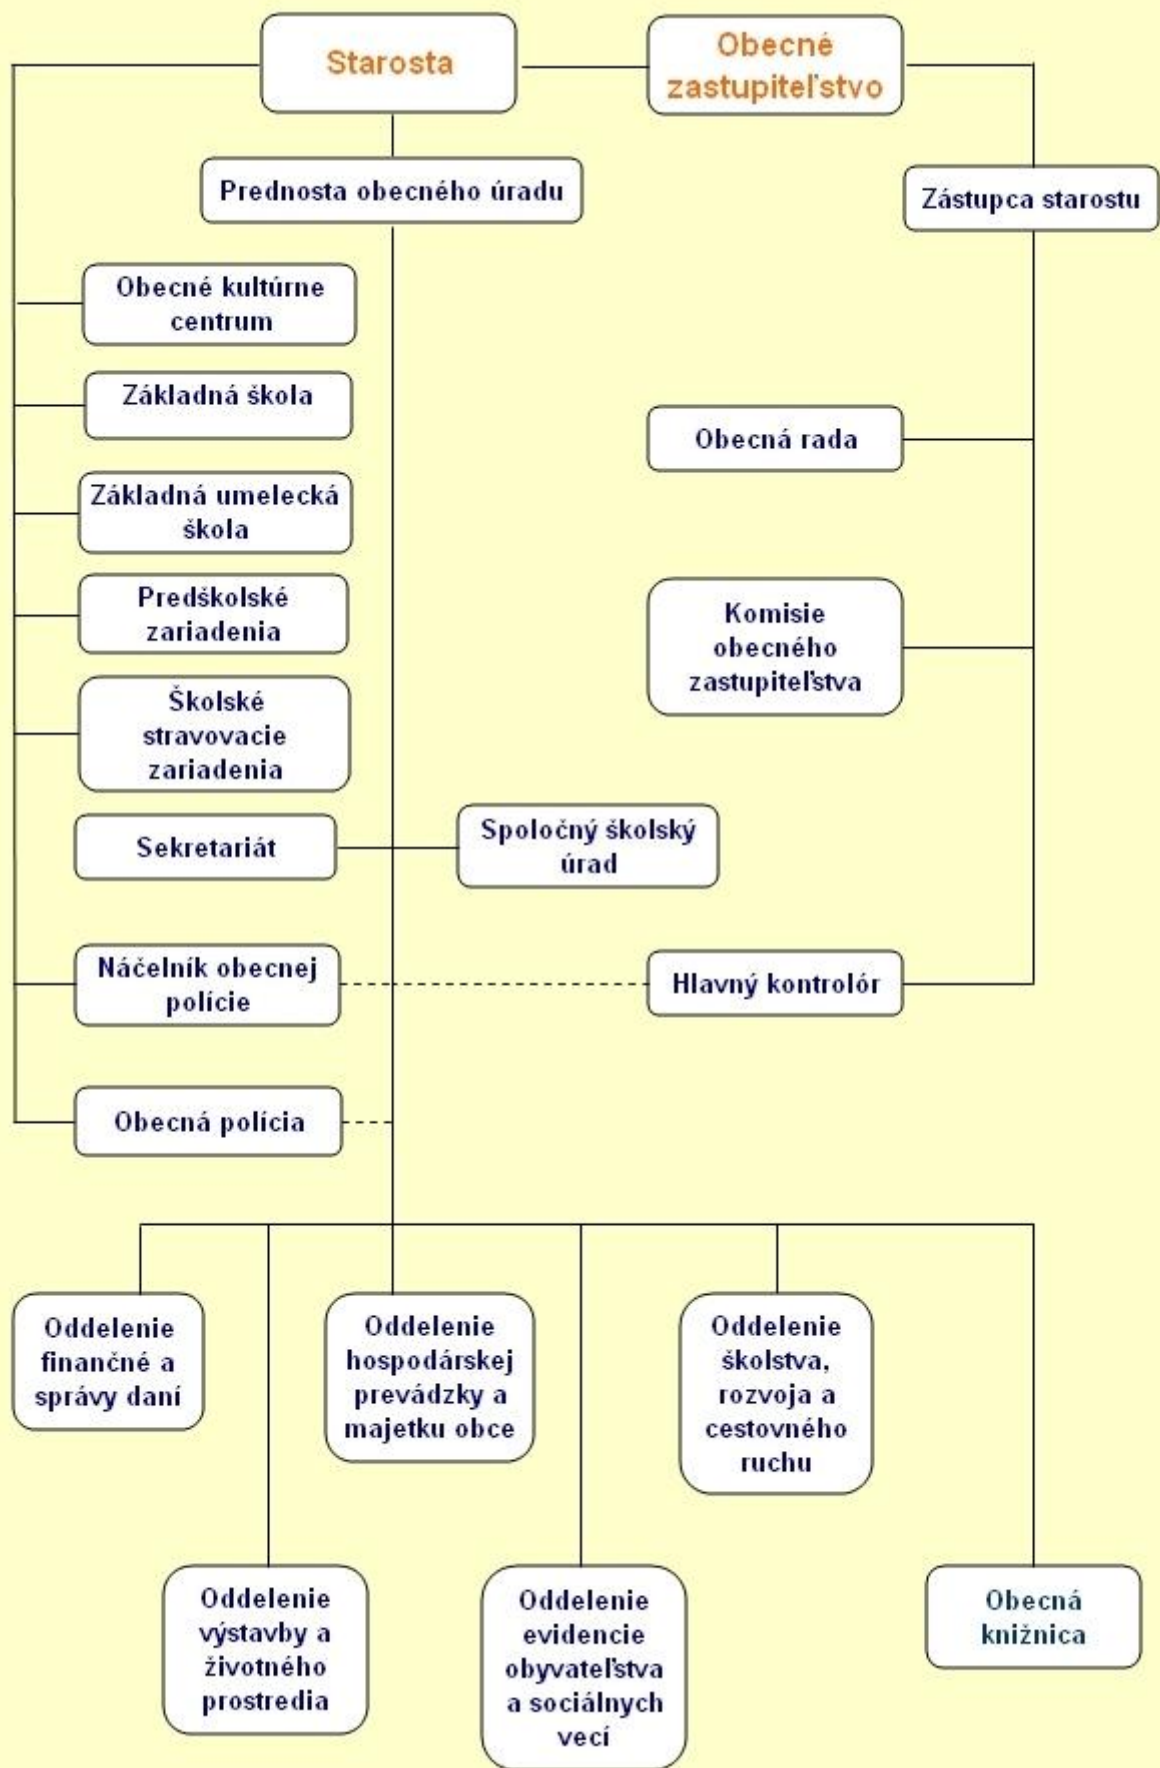 Starosta
Obecné
zastupiteľstvo
Prednosta obecného úradu
Zástupca starostu
Obecné kultúrne
centrum
Základná škola
Obecná rada
Základná umelecká
škola
Predškolské
zariadenia
Komisie
obecného
zastupiteľstva
Školské
stravovacie
zariadenia
Sekretariát
Spoločný školský
úrad
Náčelník obecnej
polície
Hlavný kontrolór
Obecná polícia
Oddelenie
finančné a
správy daní
Oddelenie
hospodárskej
prevádzky a
majetku obce
Oddelenie
školstva,
rozvoja a
cestovného
ruchu
Oddelenie
výstavby a
životného
prostredia
Oddelenie
evidencie
obyvateľstva
a sociálnych
vecí
Obecná
knižnica